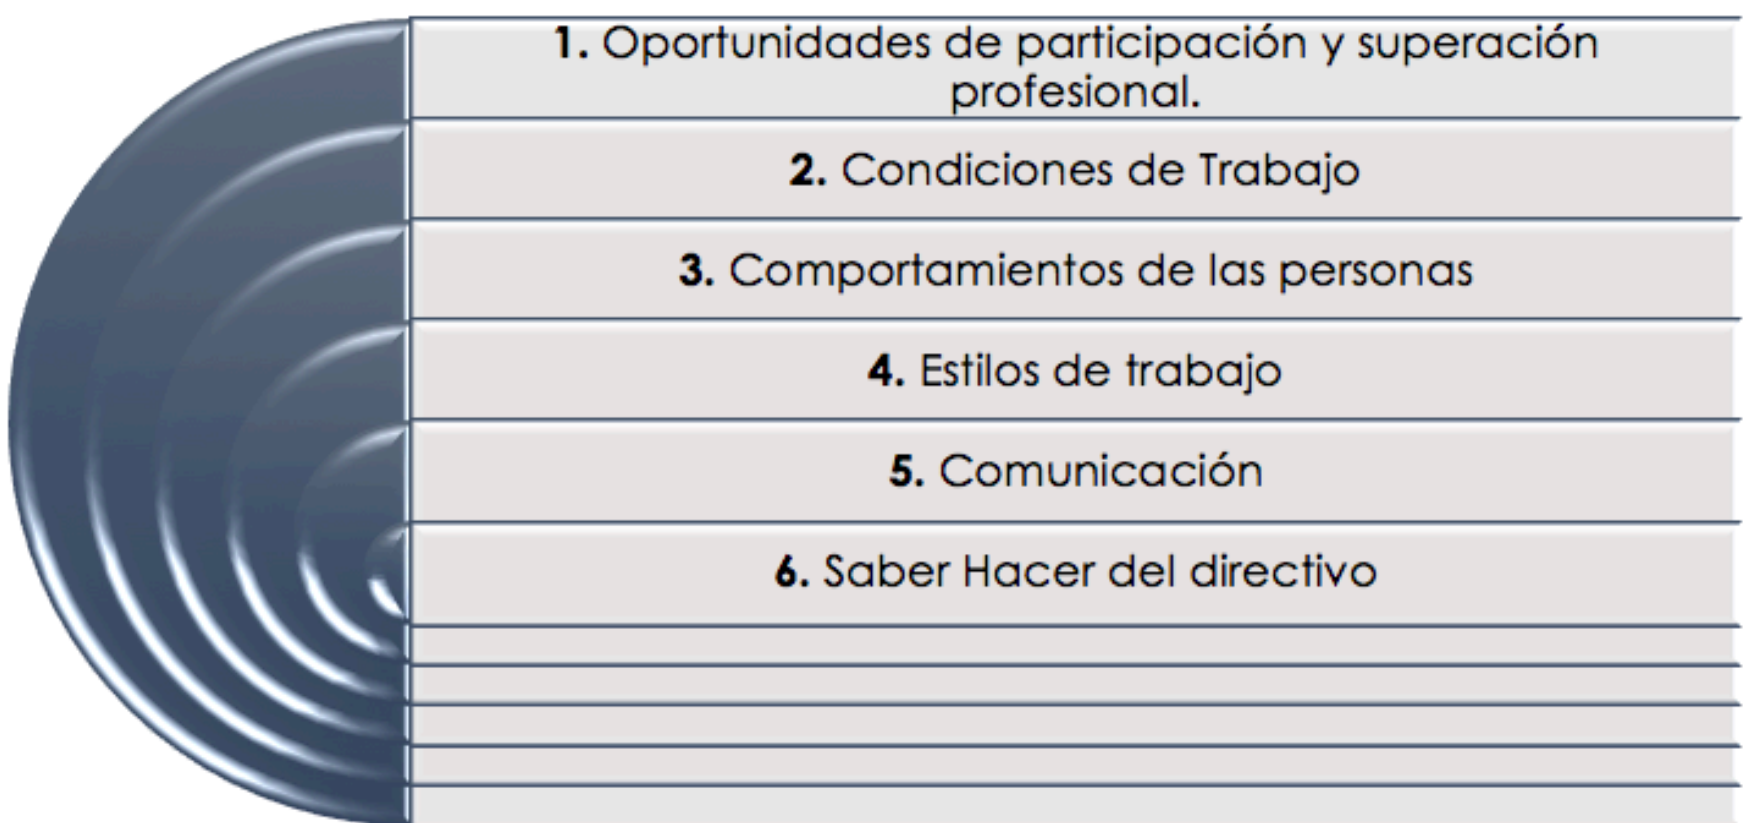 1. Oportunidades de participación y superación
profesional.
2. Condiciones de Trabajo
3. Comportamientos de las personas
4. Estilos de trabajo
5. Comunicación
6. Saber Hacer del directivo